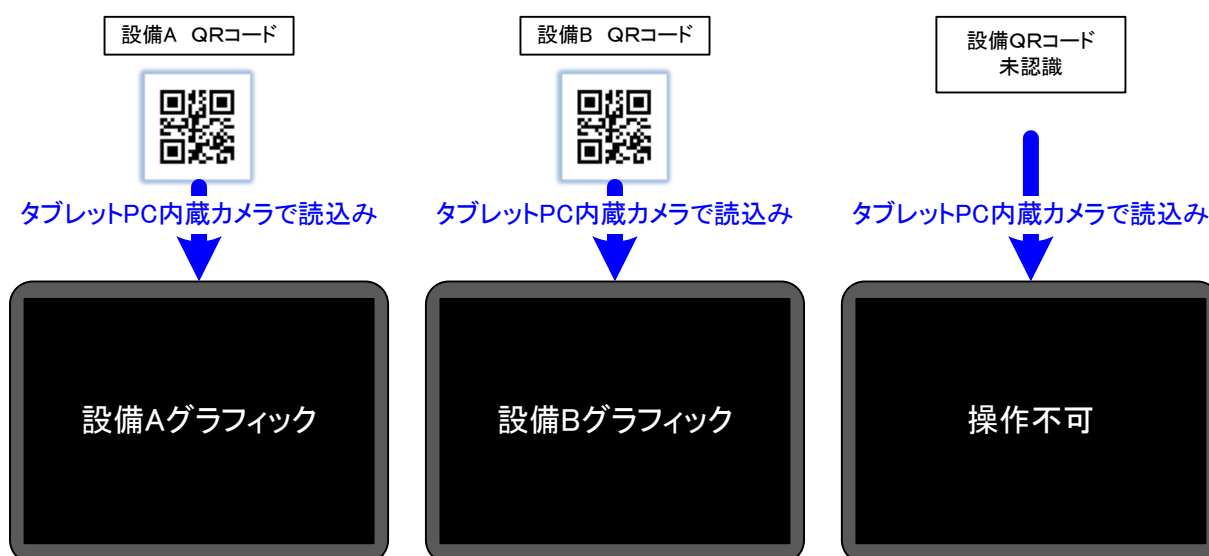 設備A　QRコード
設備B　QRコード
設備QRコード
未認識
タブレットPC内蔵カメラで読込み
タブレットPC内蔵カメラで読込み
タブレットPC内蔵カメラで読込み
設備Aグラフィック
設備Bグラフィック
操作不可